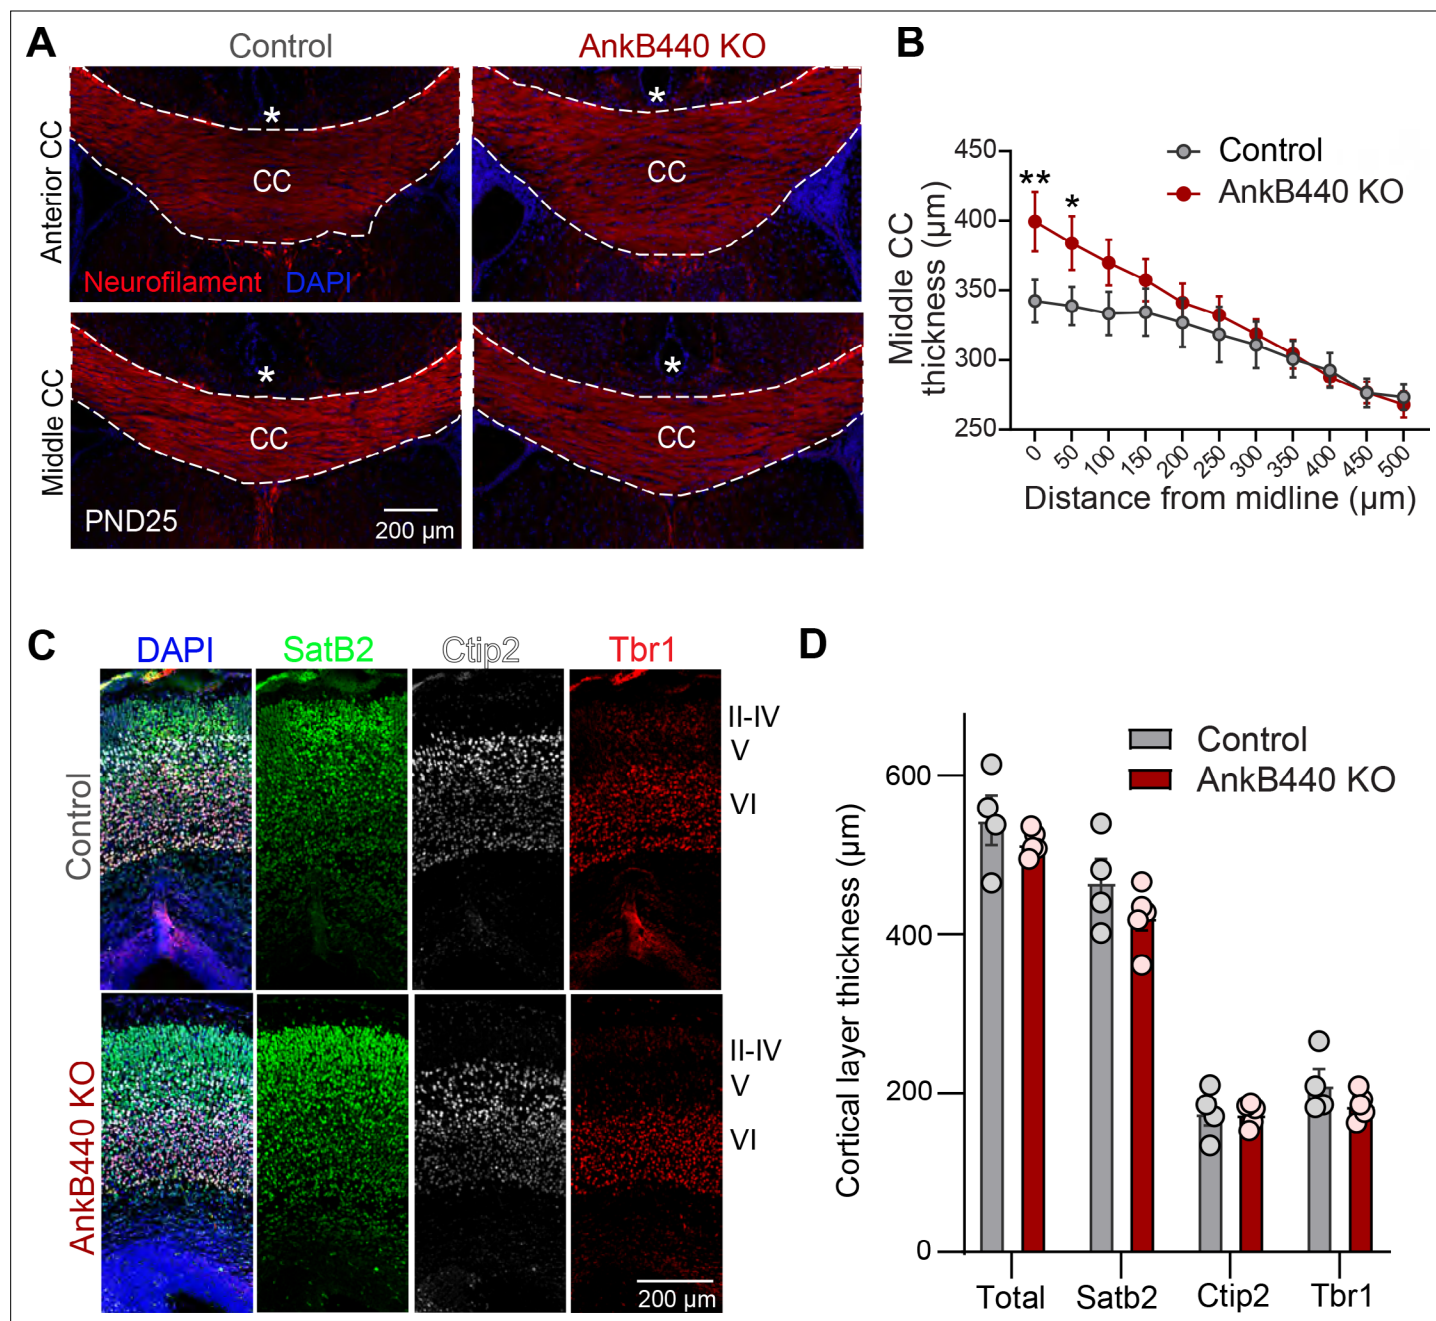 A
Control
AnkB440 KO
Anterior CC
*
CC
Neurofilament DAPI
*
CC
Middle CC
*
CC
PND25
200 µm
*
CC
B
Control
AnkB440 KO
Middle CC
thickness (µm)
450
400
350
300
250
**
*
0 50 100 150 200 250 300 350 400 450 500
Distance from midline (µm)
C
DAPI SatB2 Ctip2 Tbr1
Control
II-IV
V
VI
AnkB440 KO
II-IV
V
VI
200 µm
D
Control
AnkB440 KO
Cortical layer thickness (µm)
600
400
200
0
Total Satb2 Ctip2 Tbr1